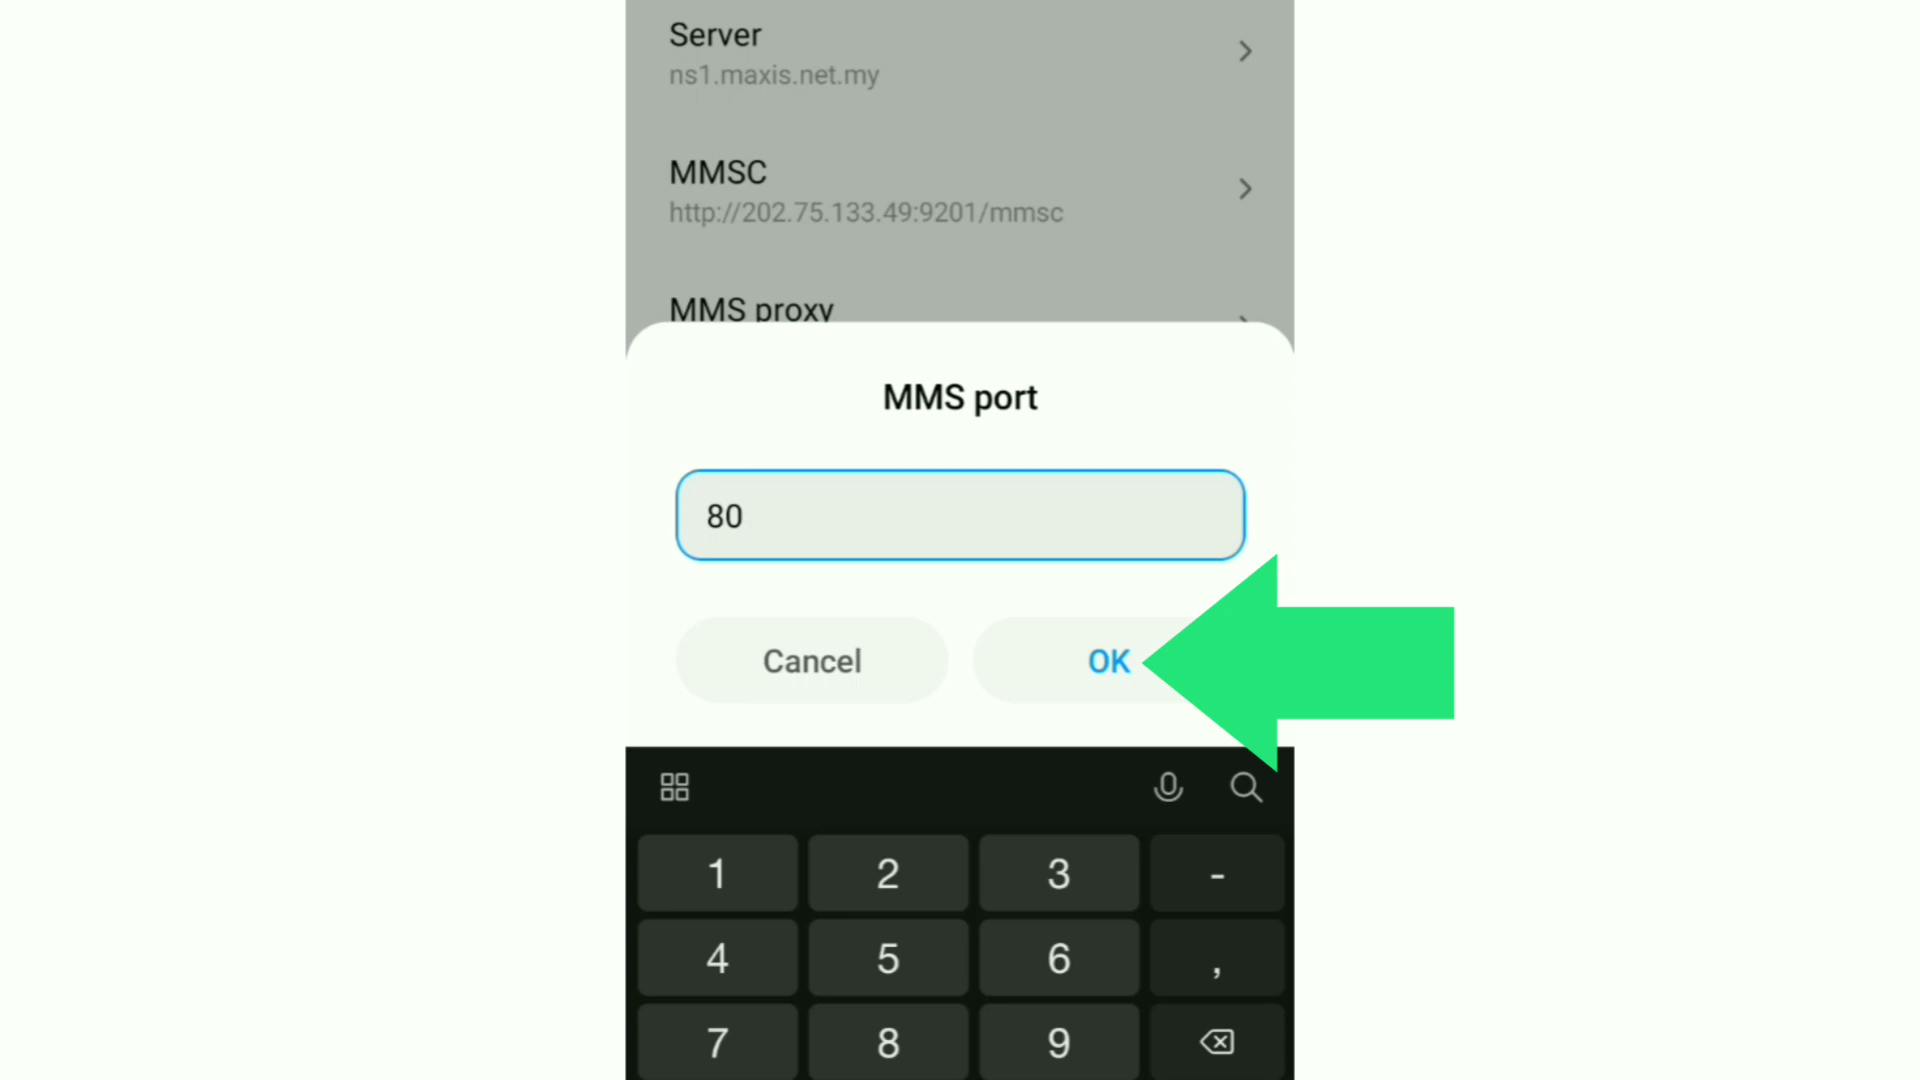 Server
ns1.maxis.net.my
MMSC
http://202.75.133.49:9201/mmsc
MMS proxy
MMS port
80
Cancel OK
1 2 3 -
4 5 6 ,
7 8 9